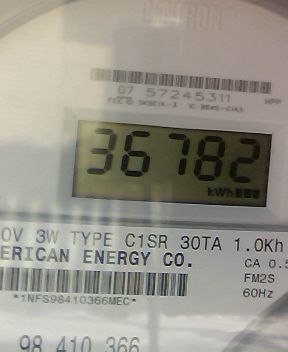 07 57245311
HPP
36782
kWh
0V 3W TYPE C1SR 30TA 1.0Kh
ERICAN ENERGY CO.
CA 0.5
*1NFS98410366MEC*
FM2S
60Hz
98 410 366